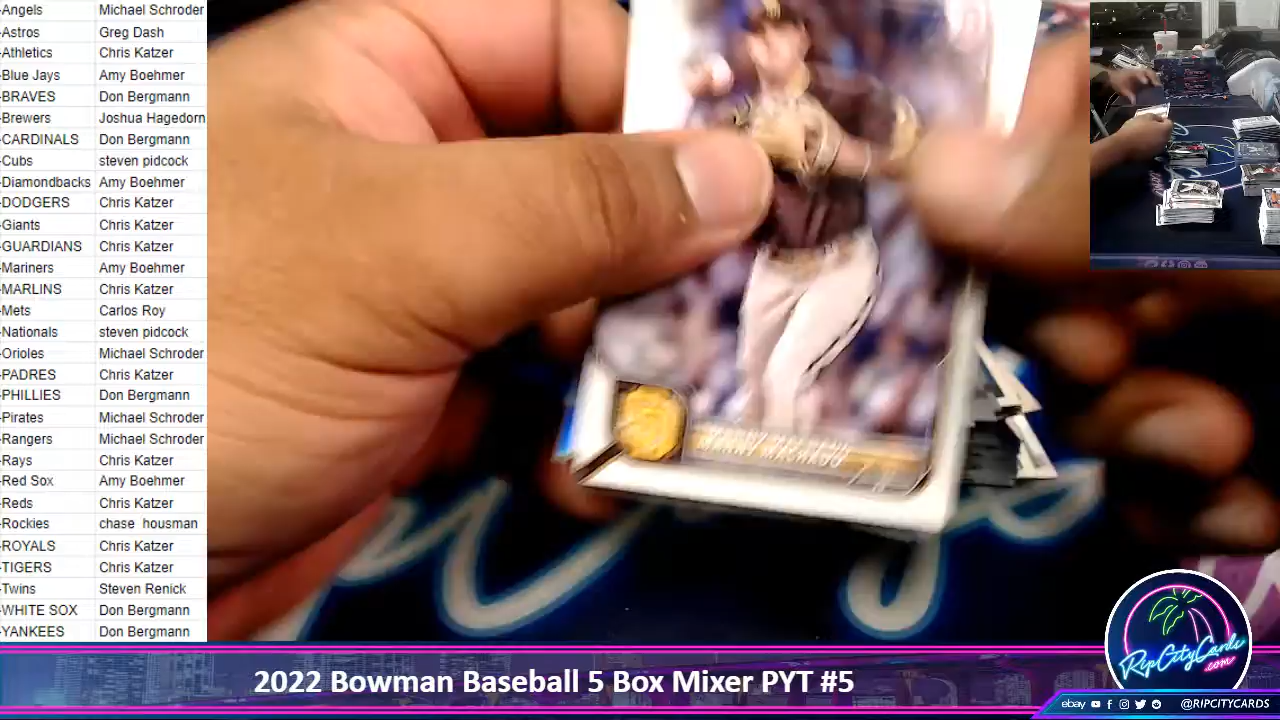 -Angels Michael Schroder
-Astros Greg Dash
-Athletics Chris Katzer
-Blue Jays Amy Boehmer
-BRAVES Don Bergmann
-Brewers Joshua Hagedorn
-CARDINALS Don Bergmann
-Cubs steven pidcock
-Diamondbacks Amy Boehmer
-DODGERS Chris Katzer
-Giants Chris Katzer
-GUARDIANS Chris Katzer
-Mariners Amy Boehmer
-MARLINS Chris Katzer
-Mets Carlos Roy
-Nationals steven pidcock
-Orioles Michael Schroder
-PADRES Chris Katzer
-PHILLIES Don Bergmann
-Pirates Michael Schroder
-Rangers Michael Schroder
-Rays Chris Katzer
-Red Sox Amy Boehmer
-Reds Chris Katzer
-Rockies chase housman
-ROYALS Chris Katzer
-TIGERS Chris Katzer
-Twins Steven Renick
-WHITE SOX Don Bergmann
-YANKEES Don Bergmann
2022 Bowman Baseball 5 Box Mixer PYT #5
RipCityCards
.com
ebay @RIPCITYCARDS